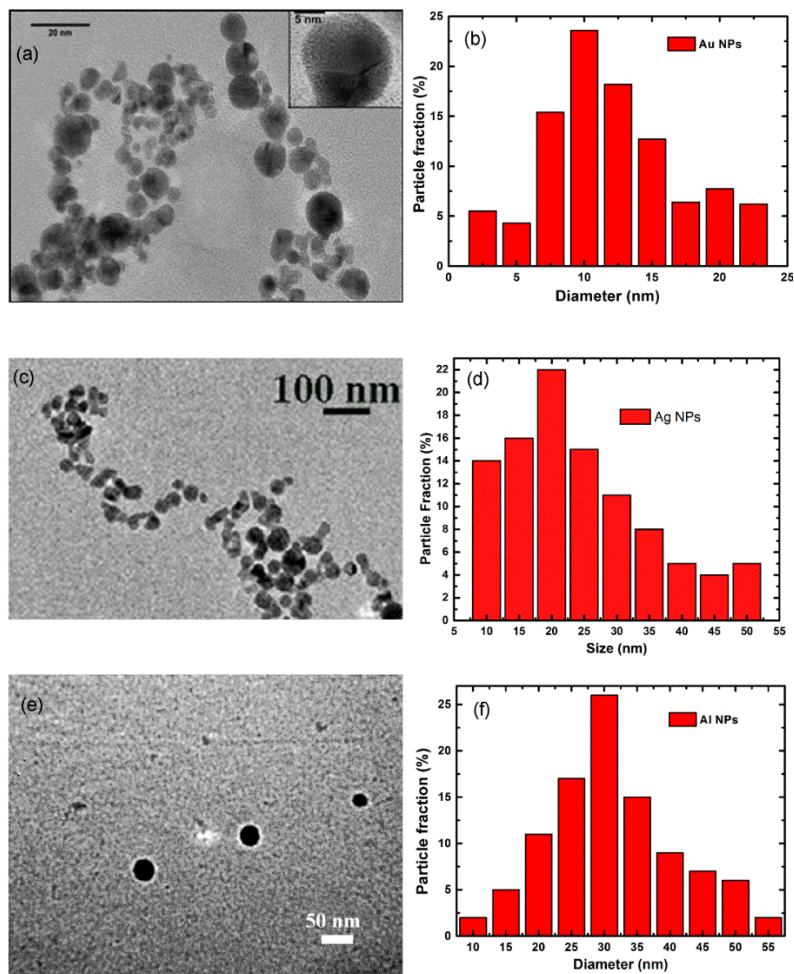 20 nm
5 nm
(a)
(b)
Au NPs
Particle fraction (%)
25
20
15
10
5
0
0 5 10 15 20 25
Diameter (nm)
(c)
100 nm
(d)
Ag NPs
Particle Fraction (%)
22
20
18
16
14
12
10
8
6
4
2
0
5 10 15 20 25 30 35 40 45 50 55
Size (nm)
(e)
50 nm
(f)
Al NPs
Particle fraction (%)
25
20
15
10
5
0
10 15 20 25 30 35 40 45 50 55
Diameter (nm)